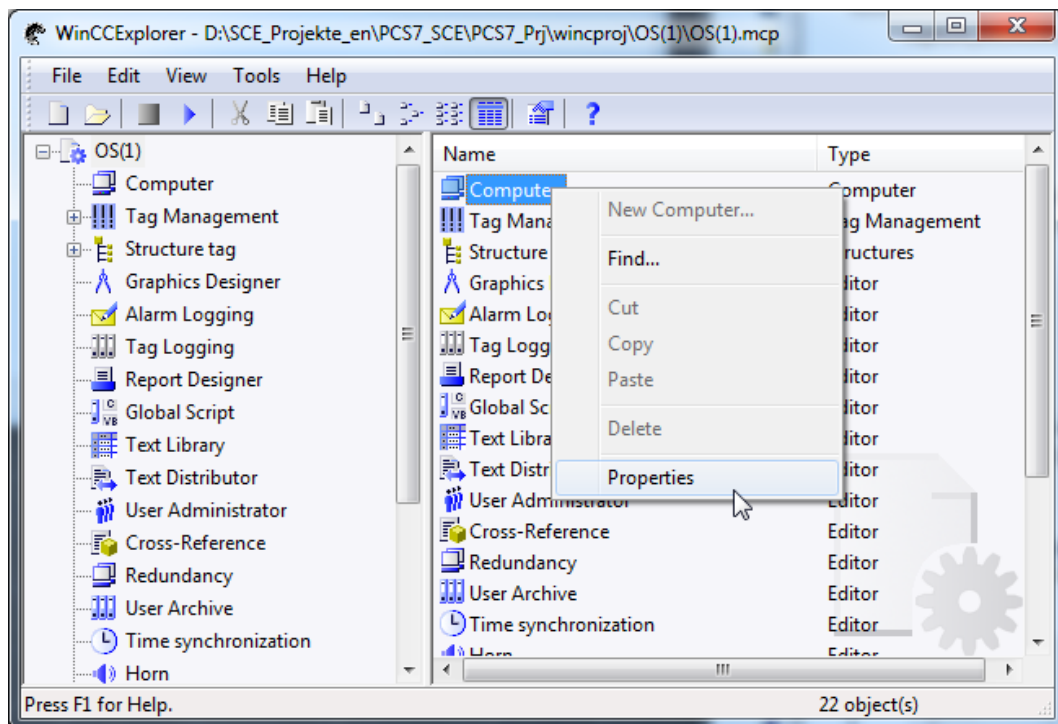 WinCCExplorer - D:\SCE_Projekte_en\PCS7_SCE\PCS7_Prj\wincproj\OS(1)\OS(1).mcp
File Edit View Tools Help
OS(1)
Computer
Tag Management
Structure tag
Graphics Designer
Alarm Logging
Tag Logging
Report Designer
Global Script
Text Library
Text Distributor
User Administrator
Cross-Reference
Redundancy
User Archive
Time synchronization
Horn
Name Type
Compute Computer
Tag Mana ag Management
Structure ructures
Graphics ditor
Alarm Lo ditor
Tag Logg ditor
Report De ditor
Global Sc ditor
Text Libra ditor
Text Distr ditor
User Administrator Editor
Cross-Reference Editor
Redundancy Editor
User Archive Editor
Time synchronization Editor
Horn Editor
New Computer...
Find...
Cut
Copy
Paste
Delete
Properties
Press F1 for Help. 22 object(s)